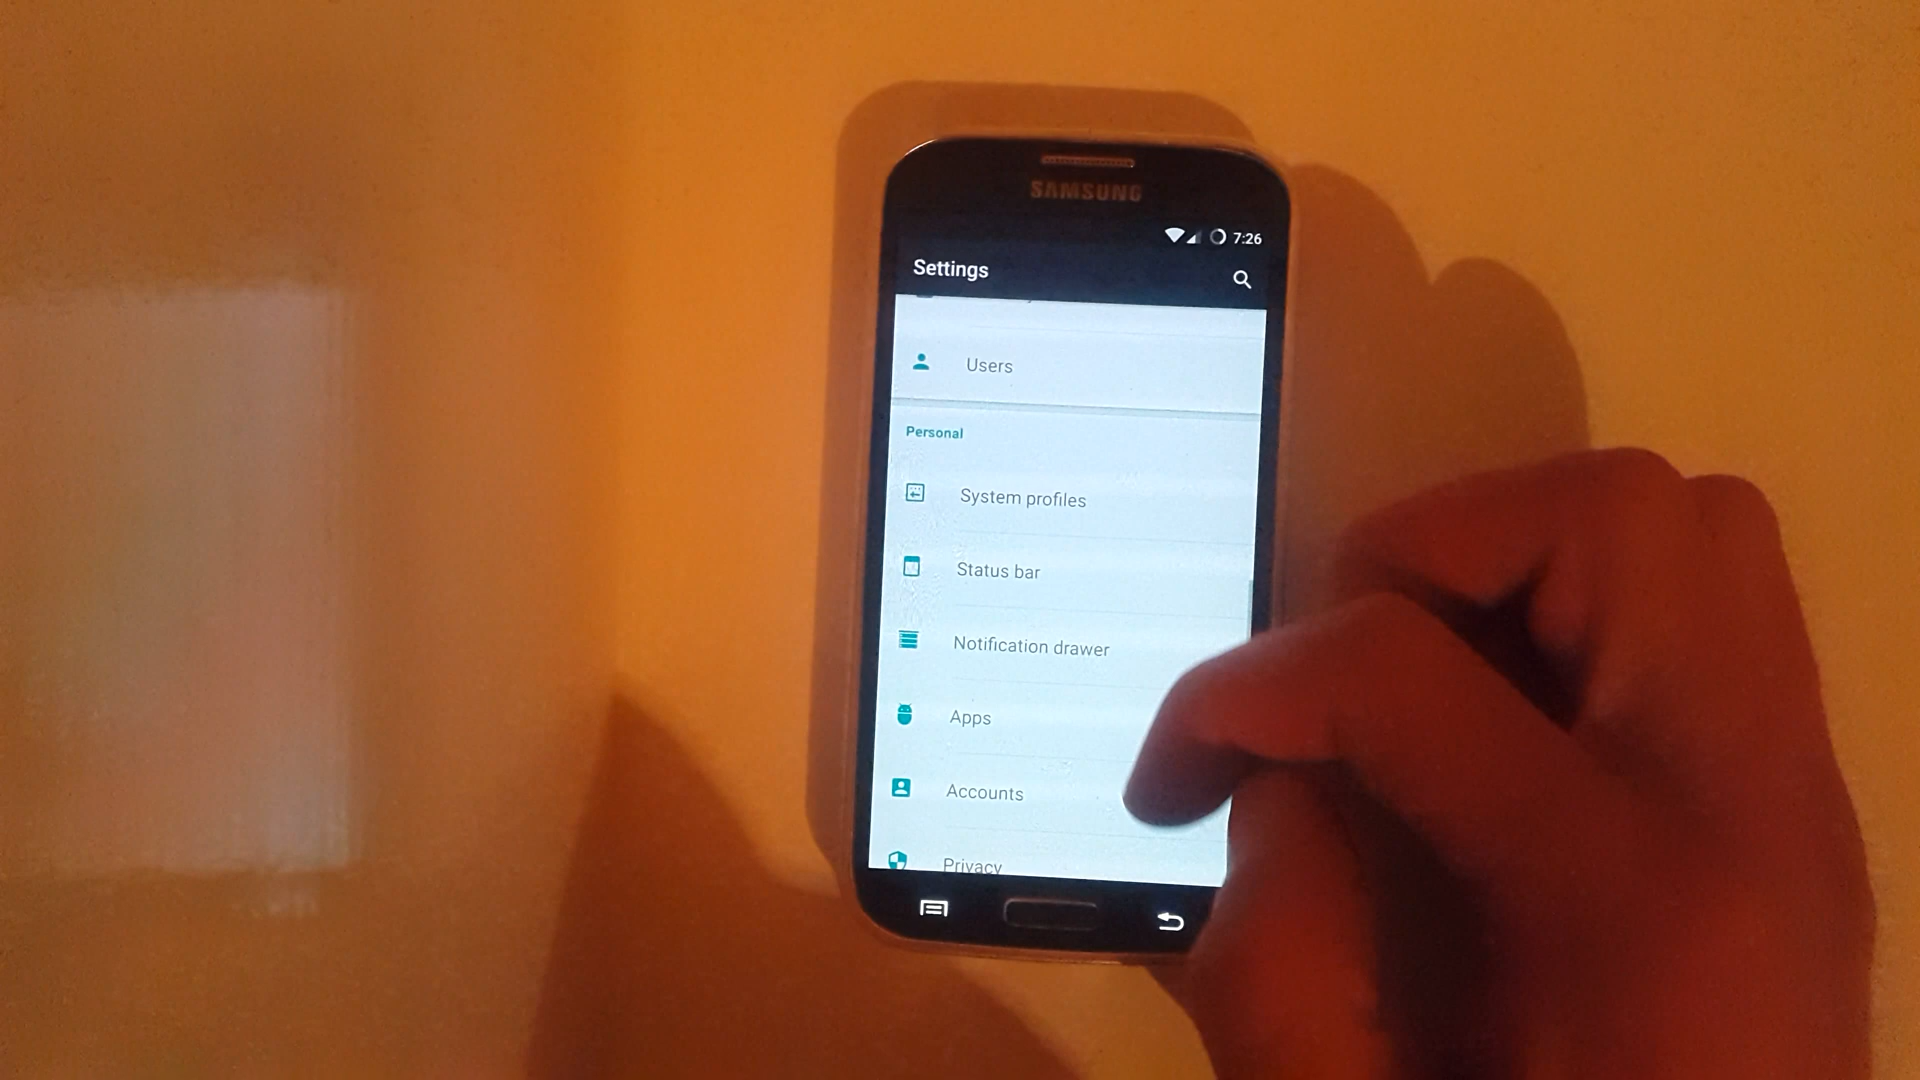 SAMSUNG
7:26
Settings
Users
Personal
System profiles
Status bar
Notification drawer
Apps
Accounts
Privacy